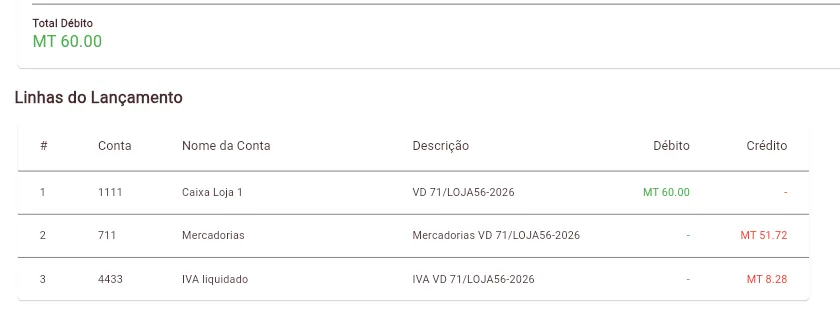 Total Débito
MT 60.00
Linhas do Lançamento
# Conta Nome da Conta Descrição Débito Crédito
1 1111 Caixa Loja 1 VD 71/LOJA56-2026 MT 60.00 -
2 711 Mercadorias Mercadorias VD 71/LOJA56-2026 - MT 51.72
3 4433 IVA liquidado IVA VD 71/LOJA56-2026 - MT 8.28